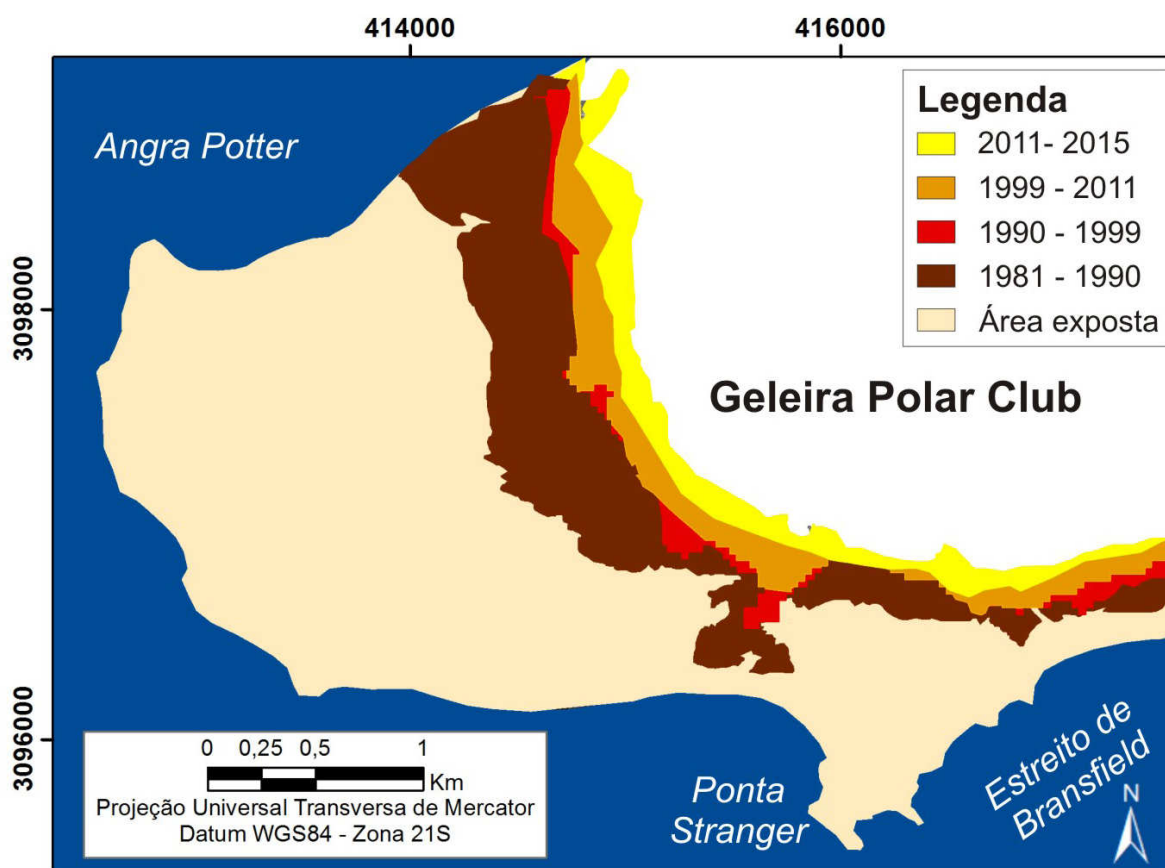 414000
416000
3098000
3096000
Angra Potter
Legenda
2011- 2015
1999 - 2011
1990 - 1999
1981 - 1990
Área exposta
Geleira Polar Club
0 0,25 0,5 1
Km
Projeção Universal Transversa de Mercator
Datum WGS84 - Zona 21S
Ponta
Stranger
Estreito de
Bransfield
N